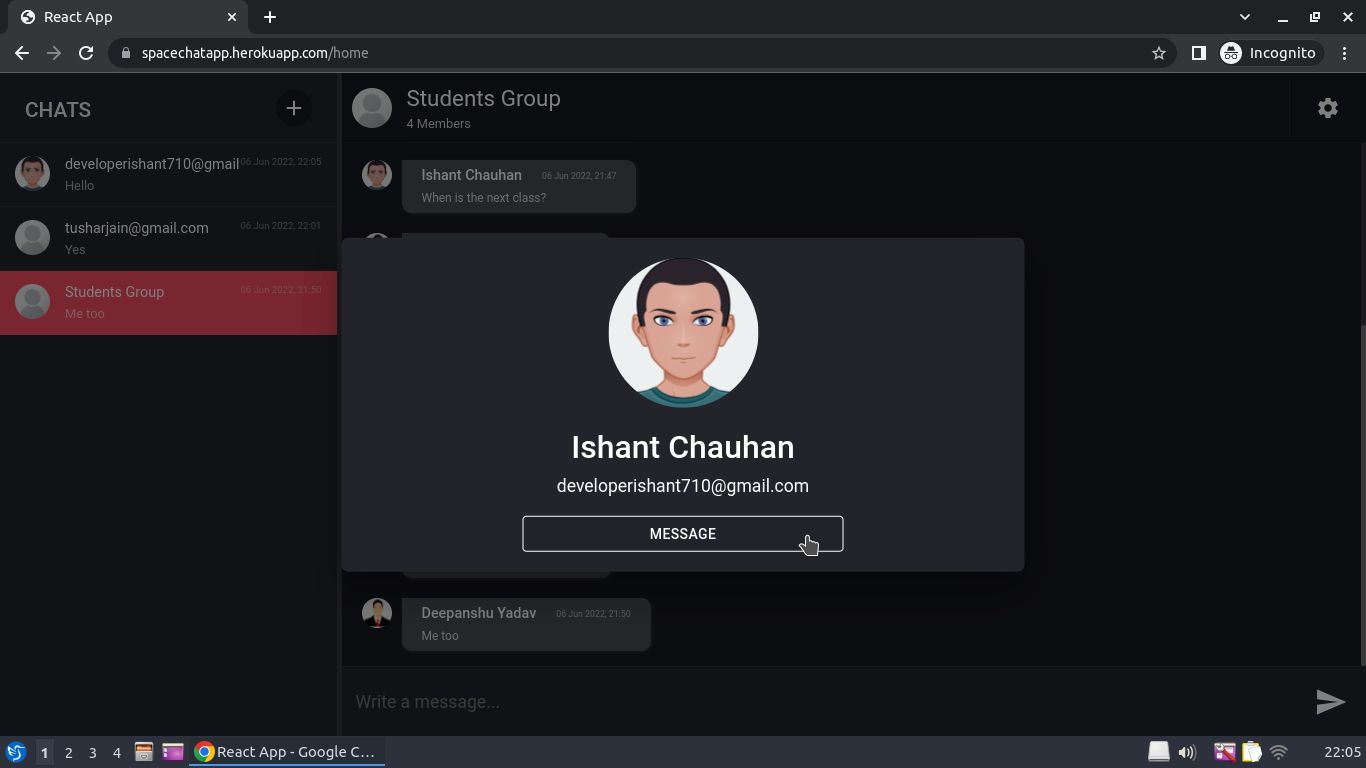 React App
spacechatapp.herokuapp.com/home
Incognito
CHATS
developerishant710@gmail 06 Jun 2022, 22:05
Hello
tusharjain@gmail.com 06 Jun 2022, 22:01
Yes
Students Group 06 Jun 2022, 21:50
Me too
Students Group
4 Members
Ishant Chauhan 06 Jun 2022, 21:47
When is the next class?
Ishant Chauhan
developerishant710@gmail.com
MESSAGE
Deepanshu Yadav 06 Jun 2022, 21:50
Me too
Write a message...
1 2 3 4 React App - Google C... 22:05